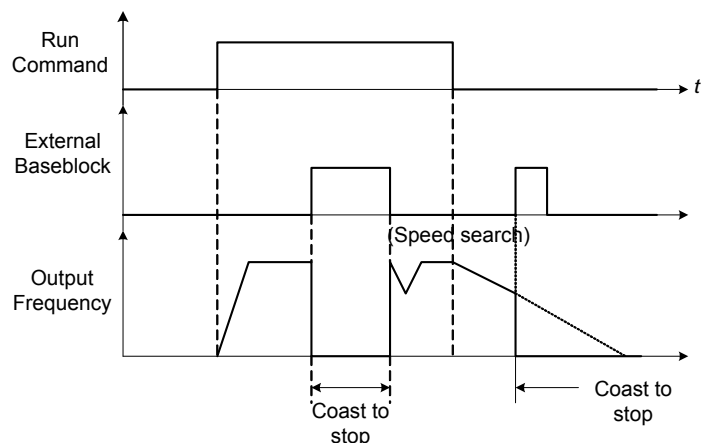 Run
Command
t
External
Baseblock
(Speed search)
Output
Frequency
Coast to
stop
Coast to
stop